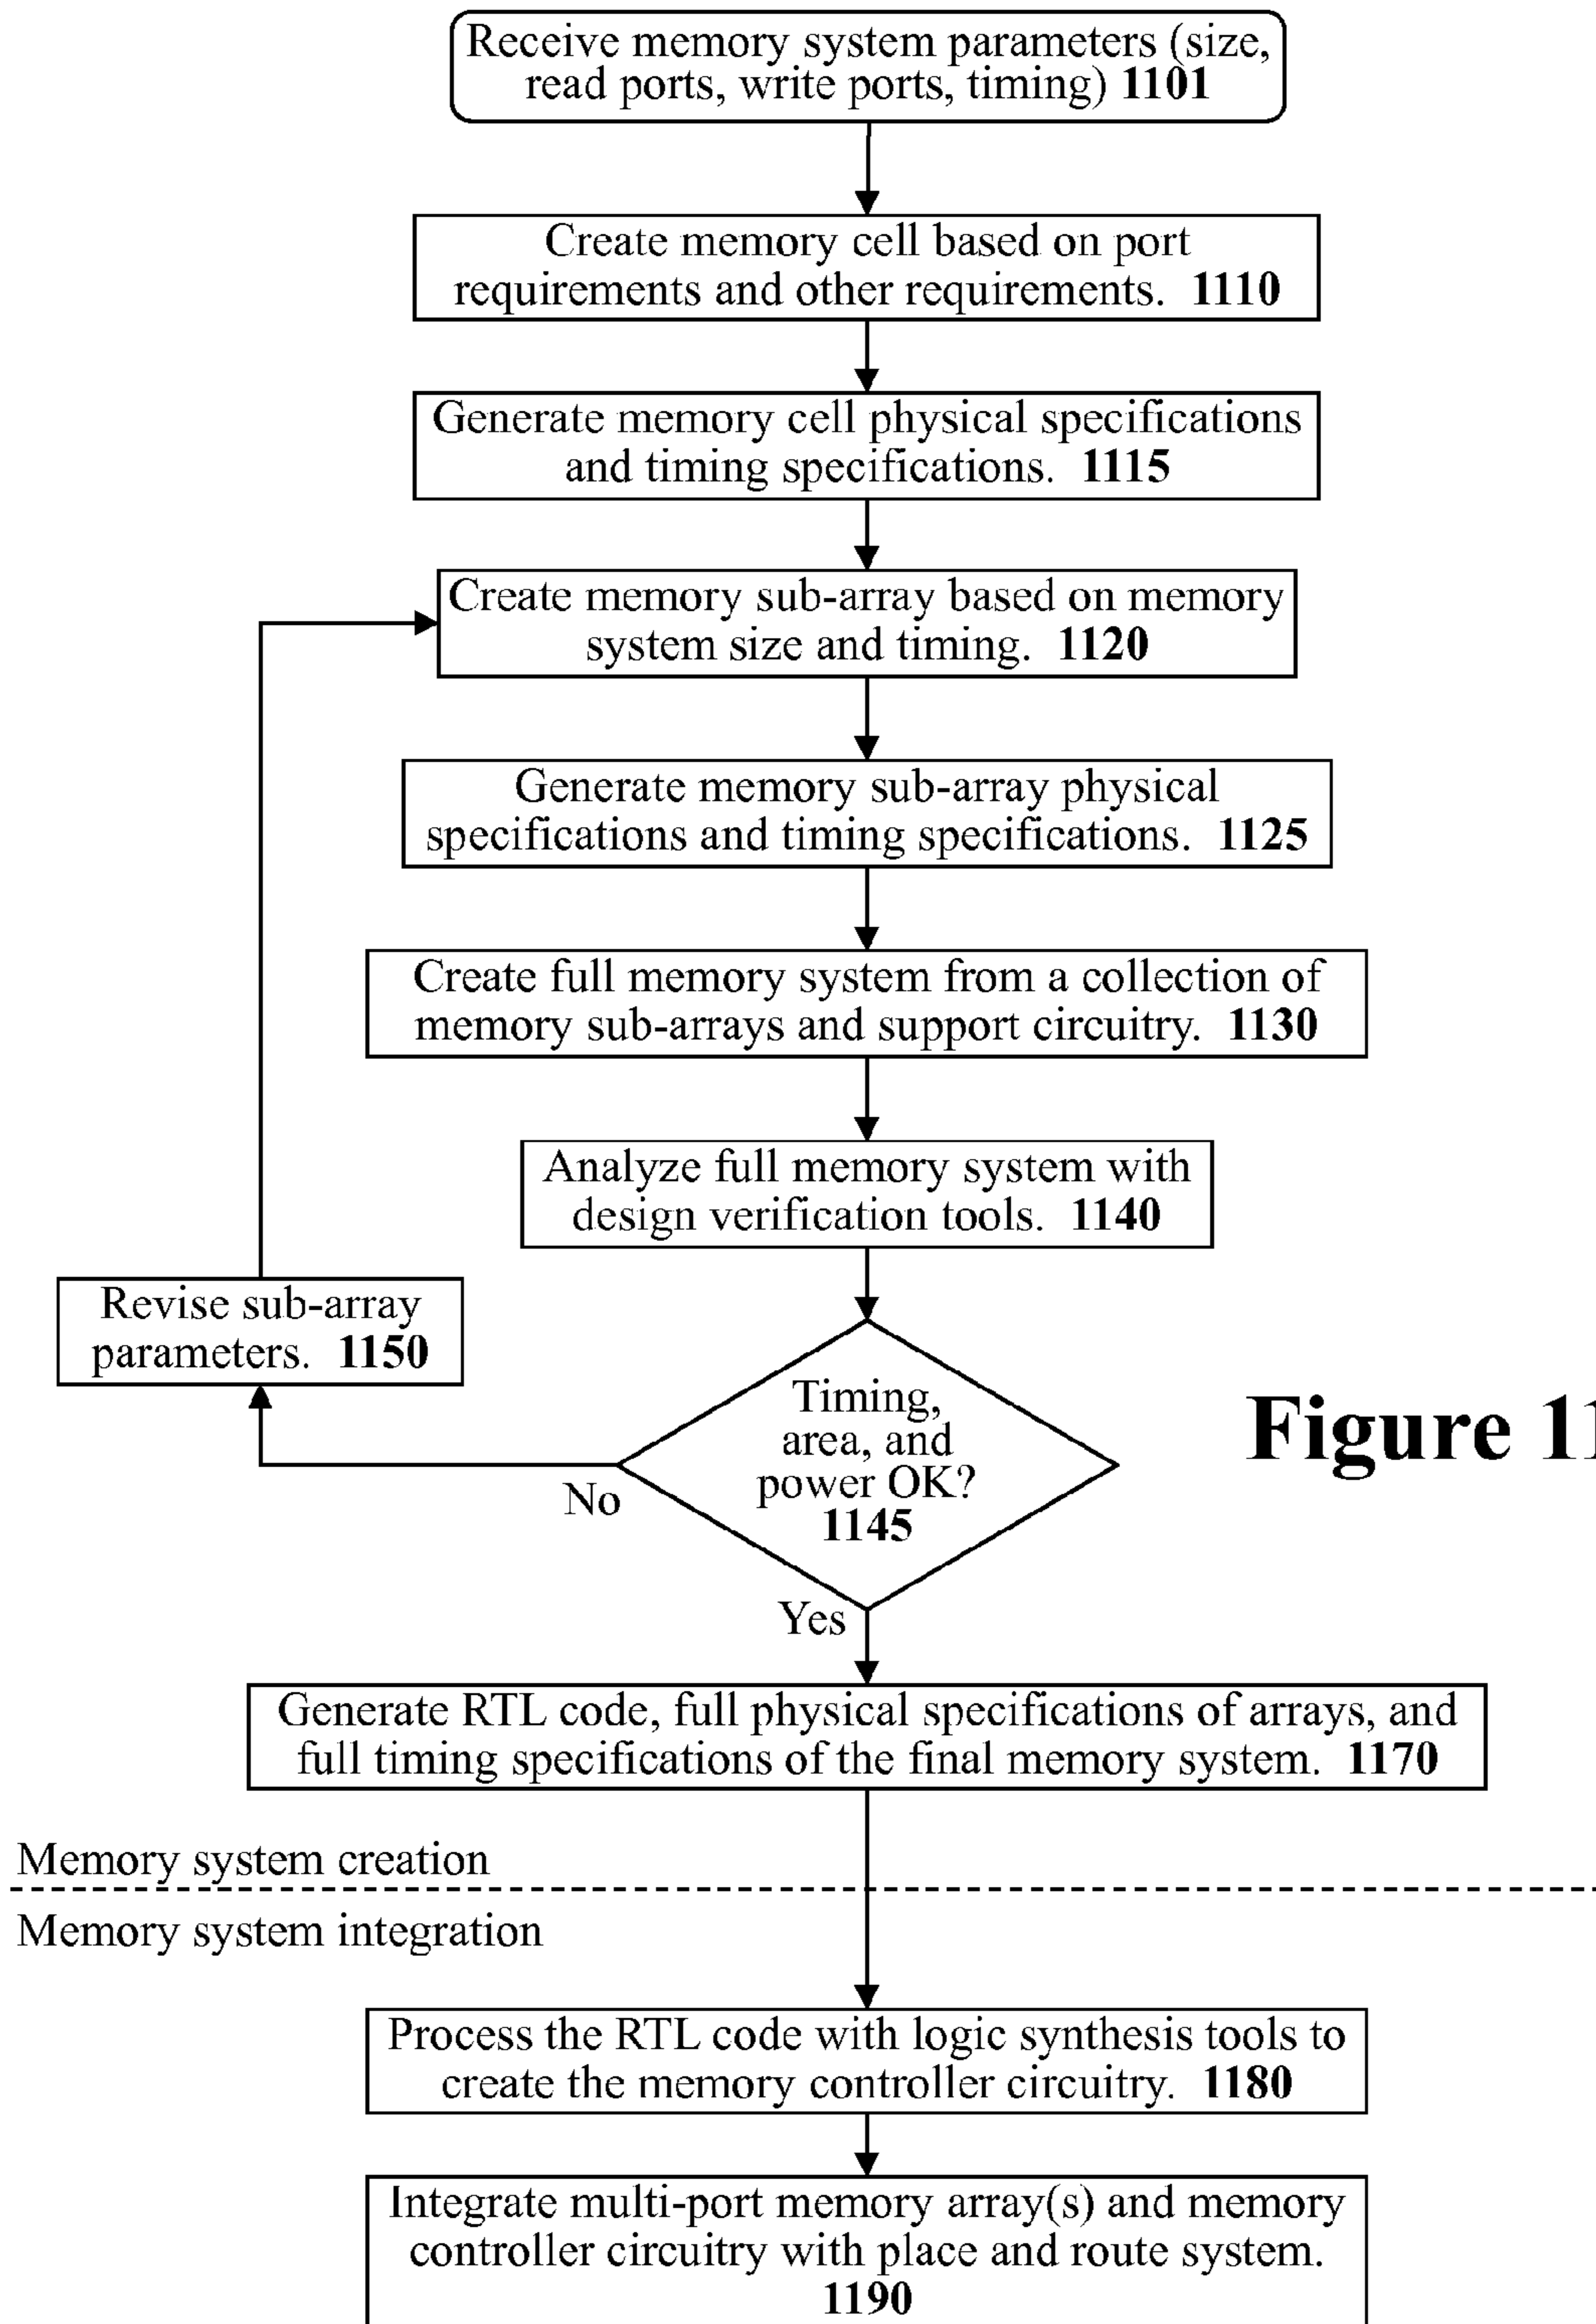 Receive memory system parameters (size,
read ports, write ports, timing) 1101
Create memory cell based on port
requirements and other requirements. 1110
Generate memory cell physical specifications
and timing specifications. 1115
Create memory sub-array based on memory
system size and timing. 1120
Generate memory sub-array physical
specifications and timing specifications. 1125
Create full memory system from a collection of
memory sub-arrays and support circuitry. 1130
Analyze full memory system with
design verification tools. 1140
Revise sub-array
parameters. 1150
Timing,
area, and
power OK?
1145
Figure 11
No
Yes
Generate RTL code, full physical specifications of arrays, and
full timing specifications of the final memory system. 1170
Memory system creation
Memory system integration
Process the RTL code with logic synthesis tools to
create the memory controller circuitry. 1180
Integrate multi-port memory array(s) and memory
controller circuitry with place and route system.
1190